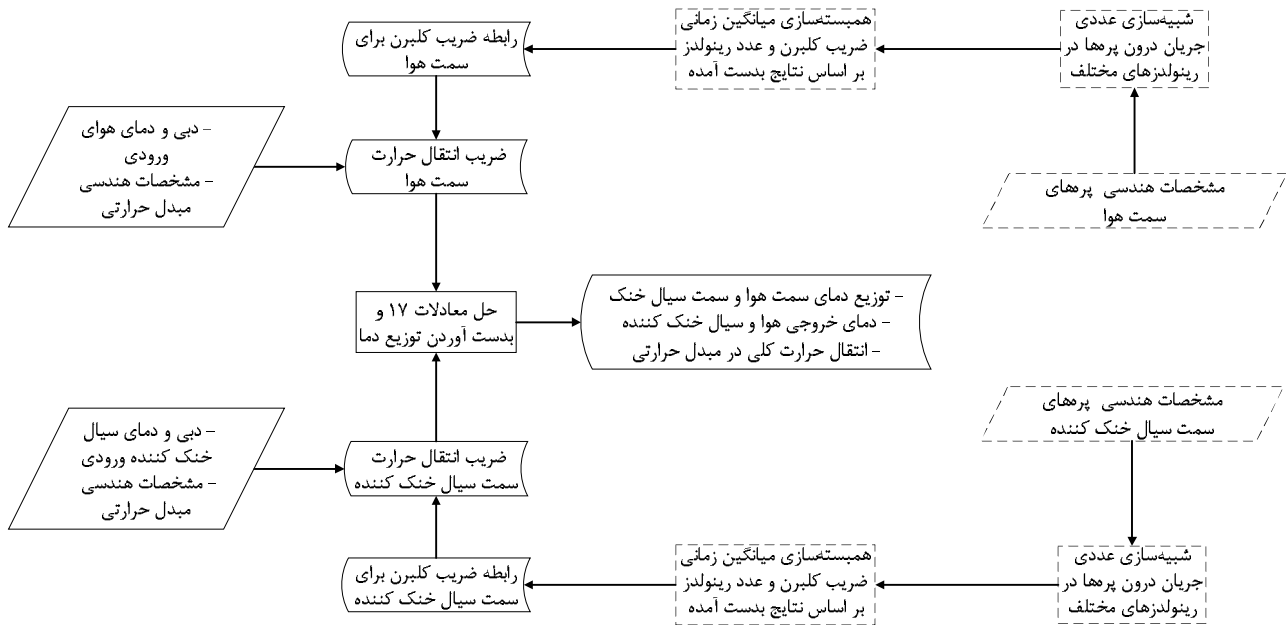 شبیه‌سازی عددی
جریان درون پره‌ها در
رینولدزهای مختلف
همبسته‌سازی میانگین زمانی
ضریب کلبرن و عدد رینولدز
بر اساس نتایج بدست آمده
رابطه ضریب کلبرن برای
سمت هوا
مشخصات هندسی پره‌های
سمت هوا
ضریب انتقال حرارت
سمت هوا
- دبی و دمای هوای
ورودی
- مشخصات هندسی
مبدل حرارتی
حل معادلات ۱۷ و
بدست آوردن توزیع دما
- توزیع دمای سمت هوا و سمت سیال خنک
- دمای خروجی هوا و سیال خنک کننده
- انتقال حرارت کلی در مبدل حرارتی
مشخصات هندسی پره‌های
سمت سیال خنک کننده
ضریب انتقال حرارت
سمت سیال خنک کننده
- دبی و دمای سیال
خنک کننده ورودی
- مشخصات هندسی
مبدل حرارتی
شبیه‌سازی عددی
جریان درون پره‌ها در
رینولدزهای مختلف
همبسته‌سازی میانگین زمانی
ضریب کلبرن و عدد رینولدز
بر اساس نتایج بدست آمده
رابطه ضریب کلبرن برای
سمت سیال خنک کننده